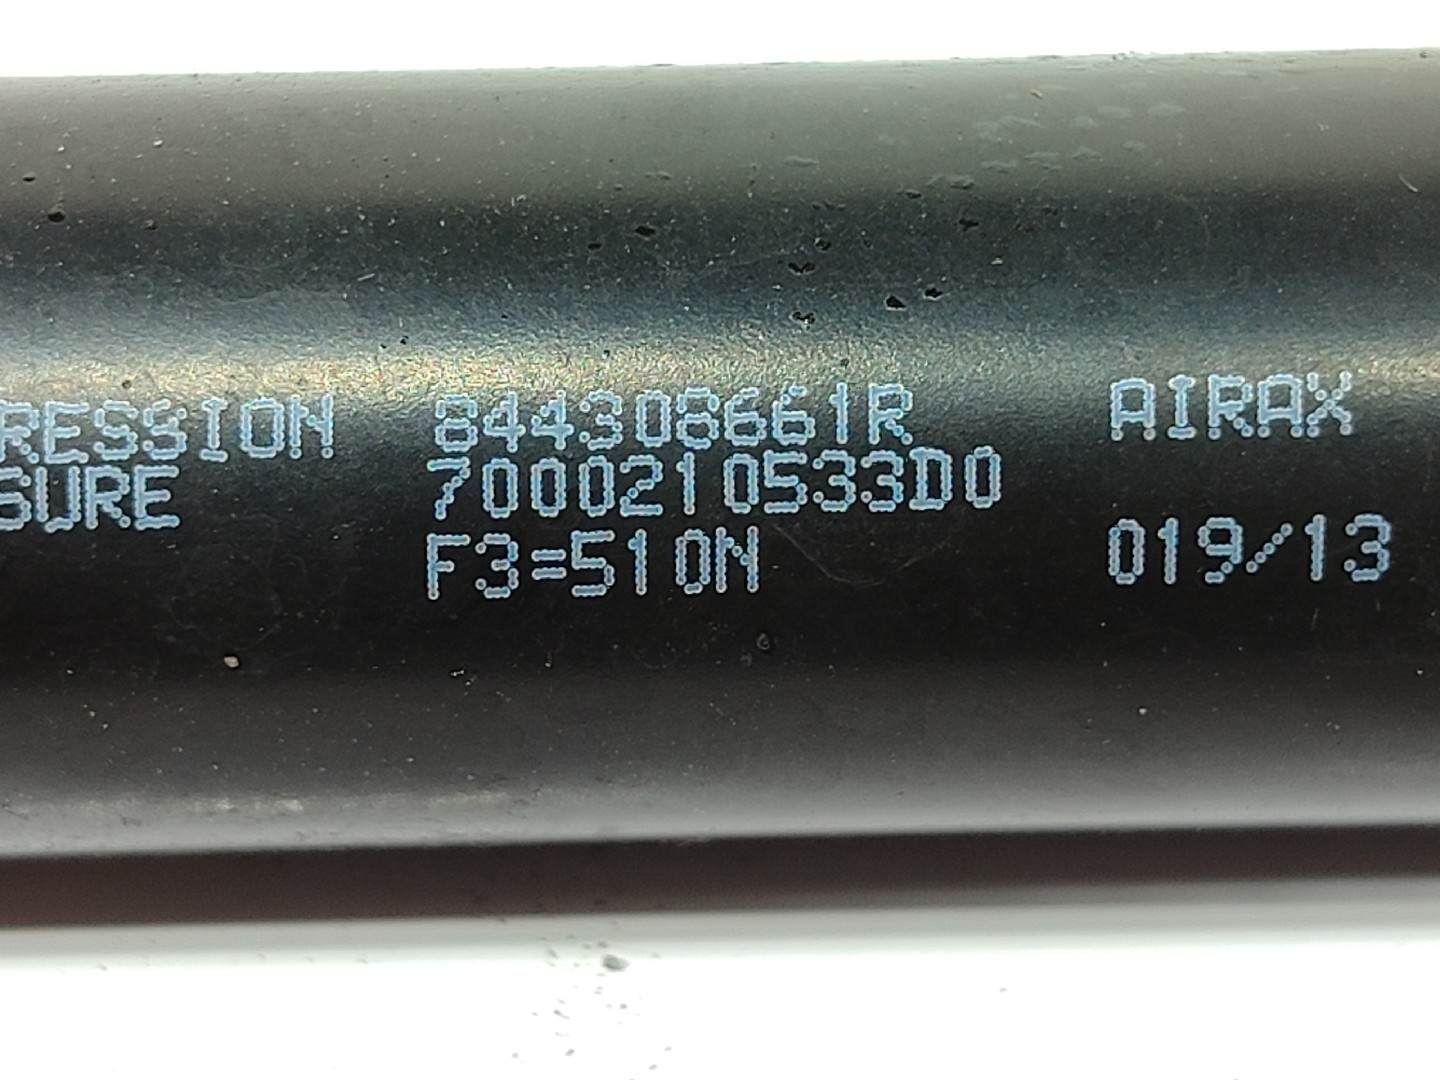 RESSION 844308661R AIRAX
SURE 7000210533D0
F3=510N 019/13